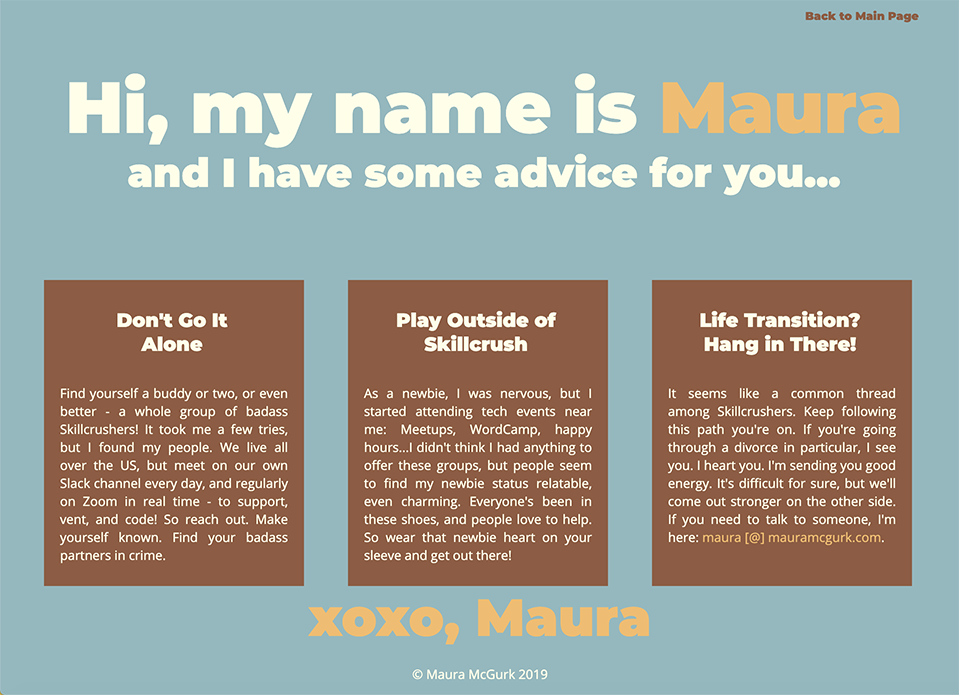 Back to Main Page
Hi, my name is Maura
and I have some advice for you...
Don't Go It
Alone
Find yourself a buddy or two, or even
better - a whole group of badass
Skillcrushers! It took me a few tries,
but I found my people. We live all
over the US, but meet on our own
Slack channel every day, and regularly
on Zoom in real time - to support,
vent, and code! So reach out. Make
yourself known. Find your badass
partners in crime.
Play Outside of
Skillcrush
As a newbie, I was nervous, but I
started attending tech events near
me: Meetups, WordCamp, happy
hours...I didn't think I had anything to
offer these groups, but people seem
to find my newbie status relatable,
even charming. Everyone's been in
these shoes, and people love to help.
So wear that newbie heart on your
sleeve and get out there!
Life Transition?
Hang in There!
It seems like a common thread
among Skillcrushers. Keep following
this path you're on. If you're going
through a divorce in particular, I see
you. I heart you. I'm sending you good
energy. It's difficult for sure, but we'll
come out stronger on the other side.
If you need to talk to someone, I'm
here: maura [@] mauramcgurk.com.
xoxo, Maura
© Maura McGurk 2019